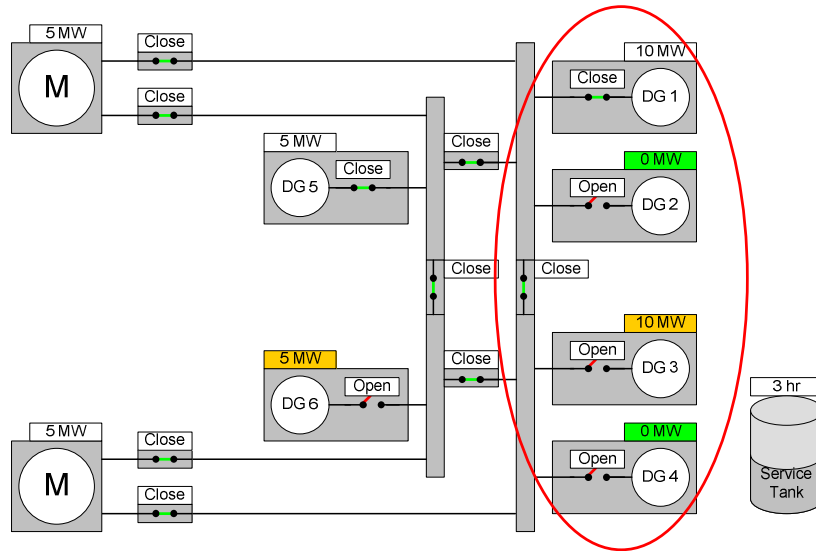 5 MW
Close
M
Close
5 MW
Close
DG 5
Close
10 MW
Close
DG 1
0 MW
Open
DG 2
Close
Close
5 MW
Open
DG 6
Close
10 MW
Open
DG 3
0 MW
Open
DG 4
3 hr
Service
Tank
5 MW
Close
M
Close